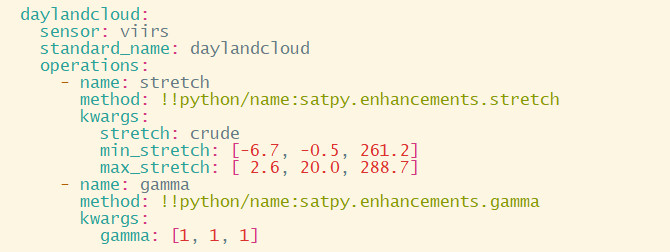 daylandcloud:
  sensor: viirs
  standard_name: daylandcloud
  operations:
    - name: stretch
      method: !!python/name:satpy.enhancements.stretch
      kwargs:
        stretch: crude
        min_stretch: [-6.7, -0.5, 261.2]
        max_stretch: [ 2.6, 20.0, 288.7]
    - name: gamma
      method: !!python/name:satpy.enhancements.gamma
      kwargs:
        gamma: [1, 1, 1]